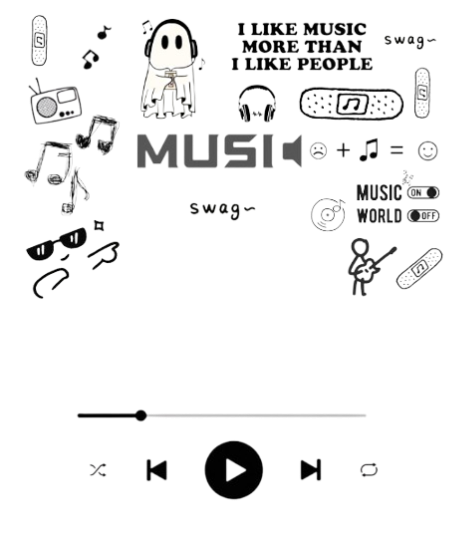 I LIKE MUSIC
MORE THAN
I LIKE PEOPLE
swag~
MUSI
+ =
MUSIC ON
WORLD OFF
swag~